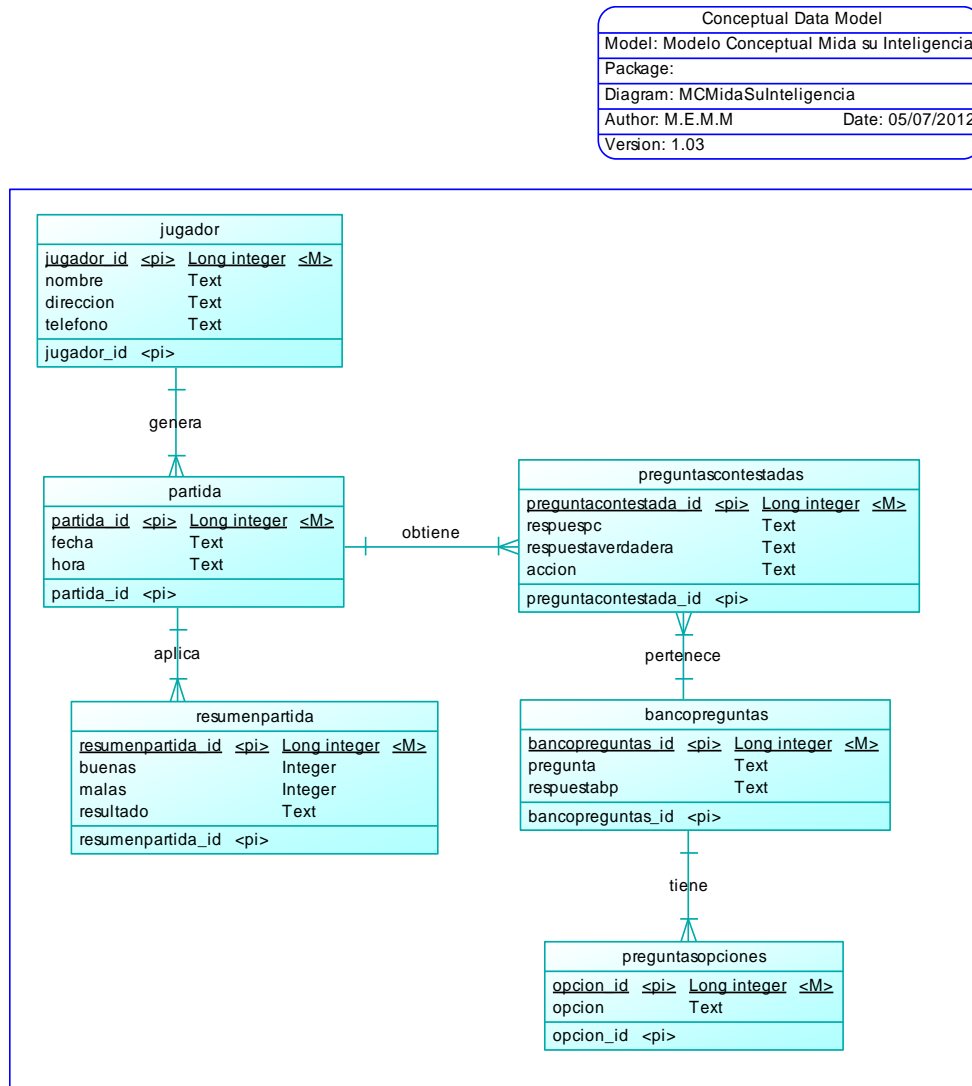 Conceptual Data Model
Model: Modelo Conceptual Mida su Inteligencia
Package:
Diagram: MCMidaSuInteligencia
Author: M.E.M.M Date: 05/07/2012
Version: 1.03
jugador
jugador_id <pi> Long integer <M>
nombre Text
direccion Text
telefono Text
jugador_id <pi>
genera
partida
partida_id <pi> Long integer <M>
fecha Text
hora Text
partida_id <pi>
obtiene
preguntascontestadas
preguntacontestada_id <pi> Long integer <M>
respuespc Text
respuestaverdadera Text
accion Text
preguntacontestada_id <pi>
aplica
pertenece
resumenpartida
resumenpartida_id <pi> Long integer <M>
buenas Integer
malas Integer
resultado Text
resumenpartida_id <pi>
bancopreguntas
bancopreguntas_id <pi> Long integer <M>
pregunta Text
respuestabp Text
bancopreguntas_id <pi>
tiene
preguntasopciones
opcion_id <pi> Long integer <M>
opcion Text
opcion_id <pi>